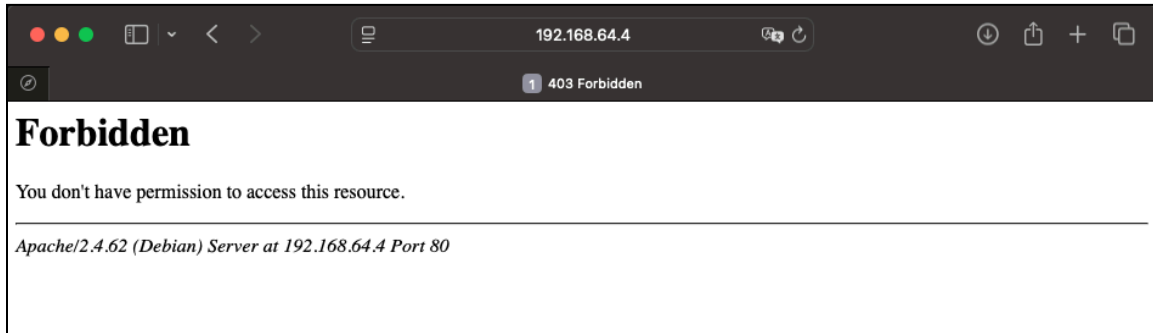 192.168.64.4
1 403 Forbidden
Forbidden
You don't have permission to access this resource.
Apache/2.4.62 (Debian) Server at 192.168.64.4 Port 80